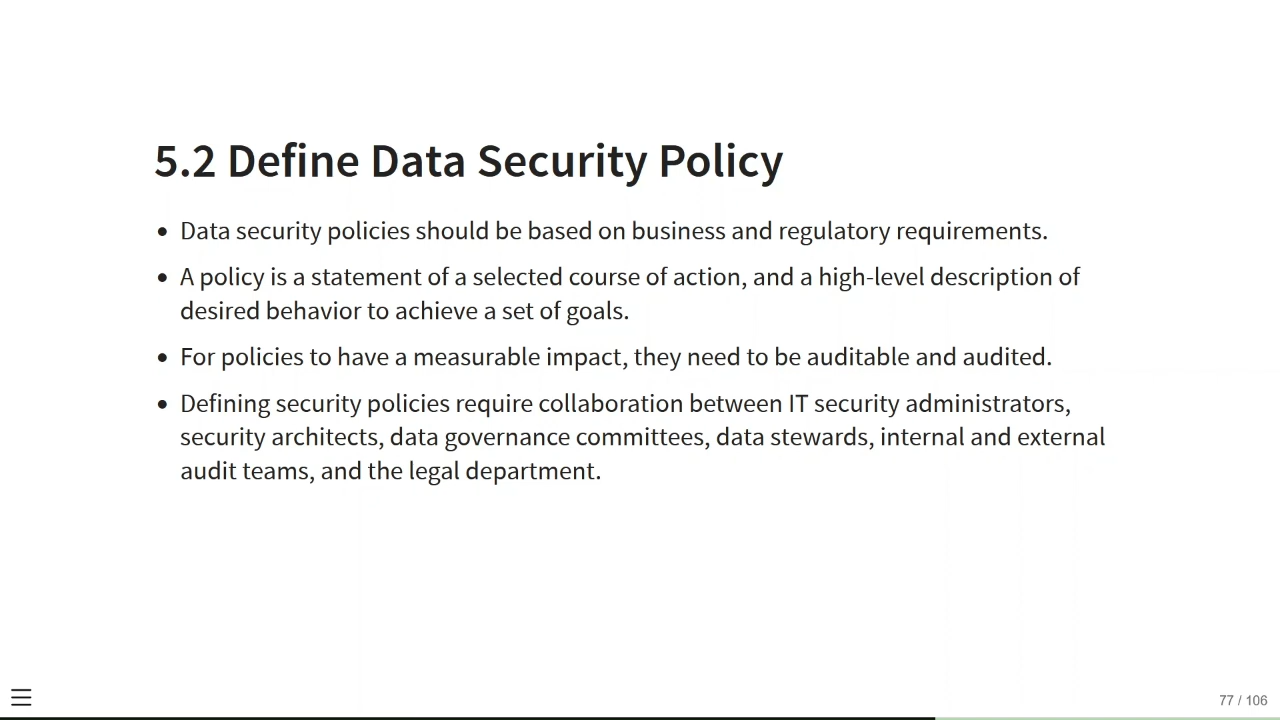 5.2 Define Data Security Policy
• Data security policies should be based on business and regulatory requirements.
• A policy is a statement of a selected course of action, and a high-level description of
desired behavior to achieve a set of goals.
• For policies to have a measurable impact, they need to be auditable and audited.
• Defining security policies require collaboration between IT security administrators,
security architects, data governance committees, data stewards, internal and external
audit teams, and the legal department.
77 / 106